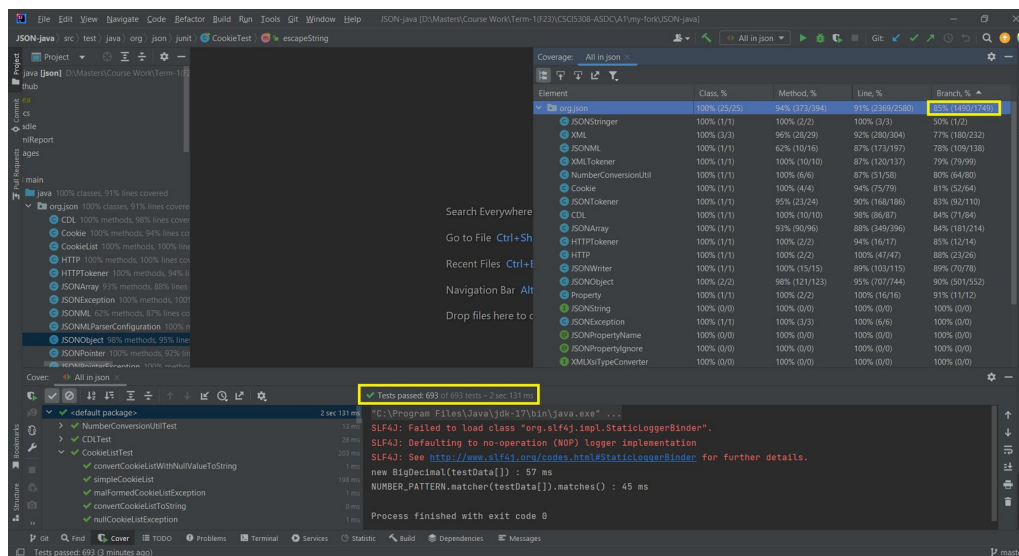 File Edit View Navigate Code Refactor Build Run Tools Git Window Help JSON-java [D:\Masters\Course Work\Term-1(F23)\CSCI5308-ASDC\A1\my-fork\JSON-java]
JSON-java src test java org json junit CookieTest escapeString
All in json Git:
Project
java [json] D:\Masters\Course Work\Term-1(F2
thub
cs
dle
nlReport
ages
main
java 100% classes, 91% lines covered
org.json 100% classes, 91% lines covere
CDL 100% methods, 98% lines cover
Cookie 100% methods, 94% lines co
CookieList 100% methods, 100% line
HTTP 100% methods, 100% lines co
HTTPTokener 100% methods, 94% li
JSONArray 93% methods, 88% lines
JSONException 100% methods, 100
JSONML 62% methods, 87% lines co
JSONMLParserConfiguration 100% n
JSONObject 98% methods, 95% lines
JSONPointer 100% methods, 92% lin
JSONPointerException 100% method
Project
Commit
Pull Requests
Bookmarks
Structure
Search Everywhere
Go to File Ctrl+Sh
Recent Files Ctrl+E
Navigation Bar Alt
Drop files here to o
Coverage: All in json
Element Class, % Method, % Line, % Branch, %
org.json 100% (25/25) 94% (373/394) 91% (2369/2580) 85% (1490/1749)
JSONStringer 100% (1/1) 100% (2/2) 100% (3/3) 50% (1/2)
XML 100% (3/3) 96% (28/29) 92% (280/304) 77% (180/232)
JSONML 100% (1/1) 62% (10/16) 87% (173/197) 78% (109/138)
XMLTokener 100% (1/1) 100% (10/10) 87% (120/137) 79% (79/99)
NumberConversionUtil 100% (1/1) 100% (6/6) 87% (51/58) 80% (64/80)
Cookie 100% (1/1) 100% (4/4) 94% (75/79) 81% (52/64)
JSONTokener 100% (1/1) 95% (23/24) 90% (168/186) 83% (92/110)
CDL 100% (1/1) 100% (10/10) 98% (86/87) 84% (71/84)
JSONArray 100% (1/1) 93% (90/96) 88% (349/396) 84% (181/214)
HTTPTokener 100% (1/1) 100% (2/2) 94% (16/17) 85% (12/14)
HTTP 100% (1/1) 100% (2/2) 100% (47/47) 88% (23/26)
JSONWriter 100% (1/1) 100% (15/15) 89% (103/115) 89% (70/78)
JSONObject 100% (2/2) 98% (121/123) 95% (707/744) 90% (501/552)
Property 100% (1/1) 100% (2/2) 100% (16/16) 91% (11/12)
JSONString 100% (0/0) 100% (0/0) 100% (0/0) 100% (0/0)
JSONException 100% (1/1) 100% (3/3) 100% (6/6) 100% (0/0)
JSONPropertyName 100% (0/0) 100% (0/0) 100% (0/0) 100% (0/0)
JSONPropertyIgnore 100% (0/0) 100% (0/0) 100% (0/0) 100% (0/0)
XMLXsiTypeConverter 100% (0/0) 100% (0/0) 100% (0/0) 100% (0/0)
Cover: All in json
Tests passed: 693 of 693 tests – 2 sec 131 ms
<default package> 2 sec 131 ms
NumberConversionUtilTest 12 ms
CDLTest 26 ms
CookieListTest 203 ms
convertCookieListWithNullValueToString 1 ms
simpleCookieList 198 ms
malFormedCookieListException 1 ms
convertCookieListToString 0 ms
nullCookieListException 1 ms
"C:\Program Files\Java\jdk-17\bin\java.exe" ...
SLF4J: Failed to load class "org.slf4j.impl.StaticLoggerBinder".
SLF4J: Defaulting to no-operation (NOP) logger implementation
SLF4J: See http://www.slf4j.org/codes.html#StaticLoggerBinder for further details.
new BigDecimal(testData[]) : 57 ms
NUMBER_PATTERN.matcher(testData[]).matches() : 45 ms
Process finished with exit code 0
Git Find Cover TODO Problems Terminal Services Statistic Build Dependencies Messages
Tests passed: 693 (3 minutes ago) mast